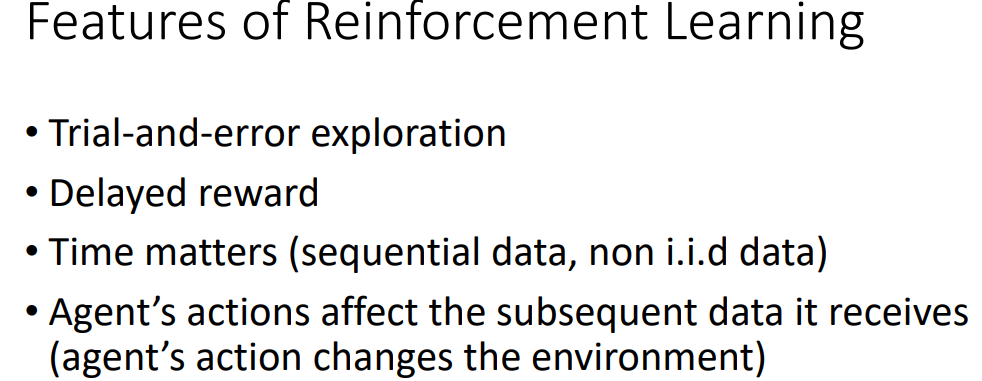 Features of Reinforcement Learning
• Trial-and-error exploration
• Delayed reward
• Time matters (sequential data, non i.i.d data)
• Agent’s actions affect the subsequent data it receives
(agent’s action changes the environment)